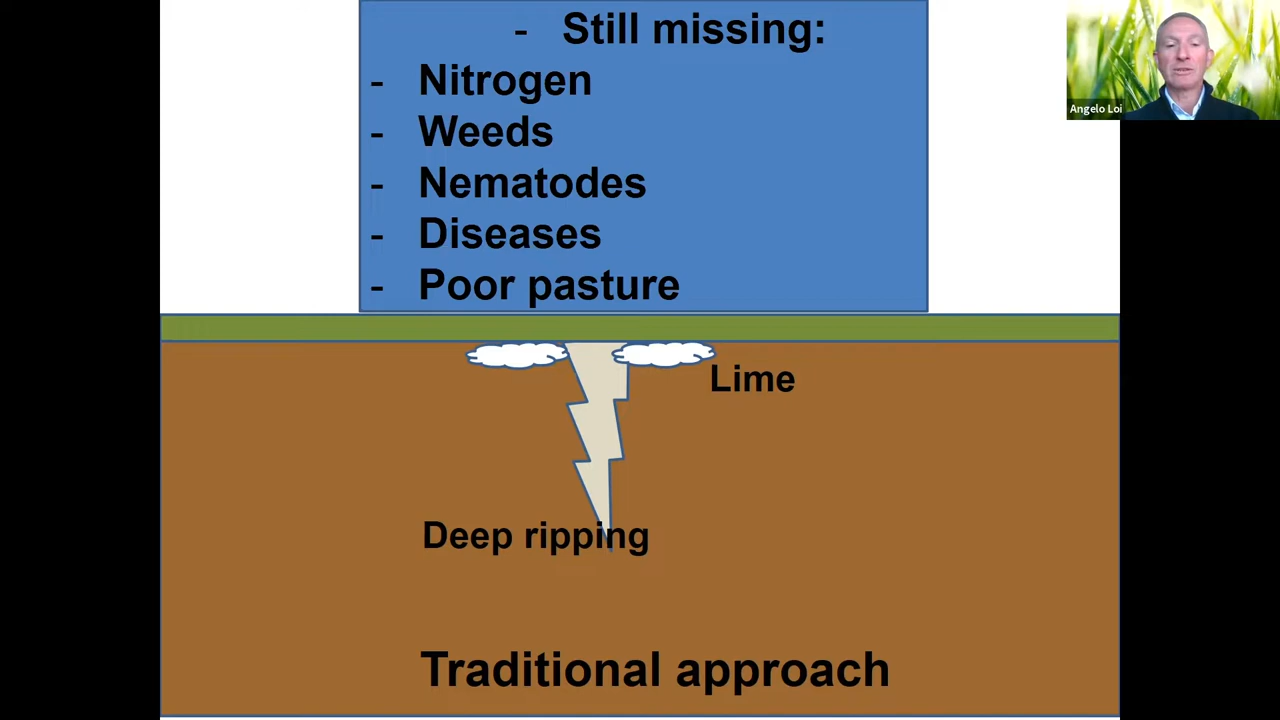 - Still missing:
- Nitrogen
- Weeds
- Nematodes
- Diseases
- Poor pasture
Angelo Loi
Lime
Deep ripping
Traditional approach